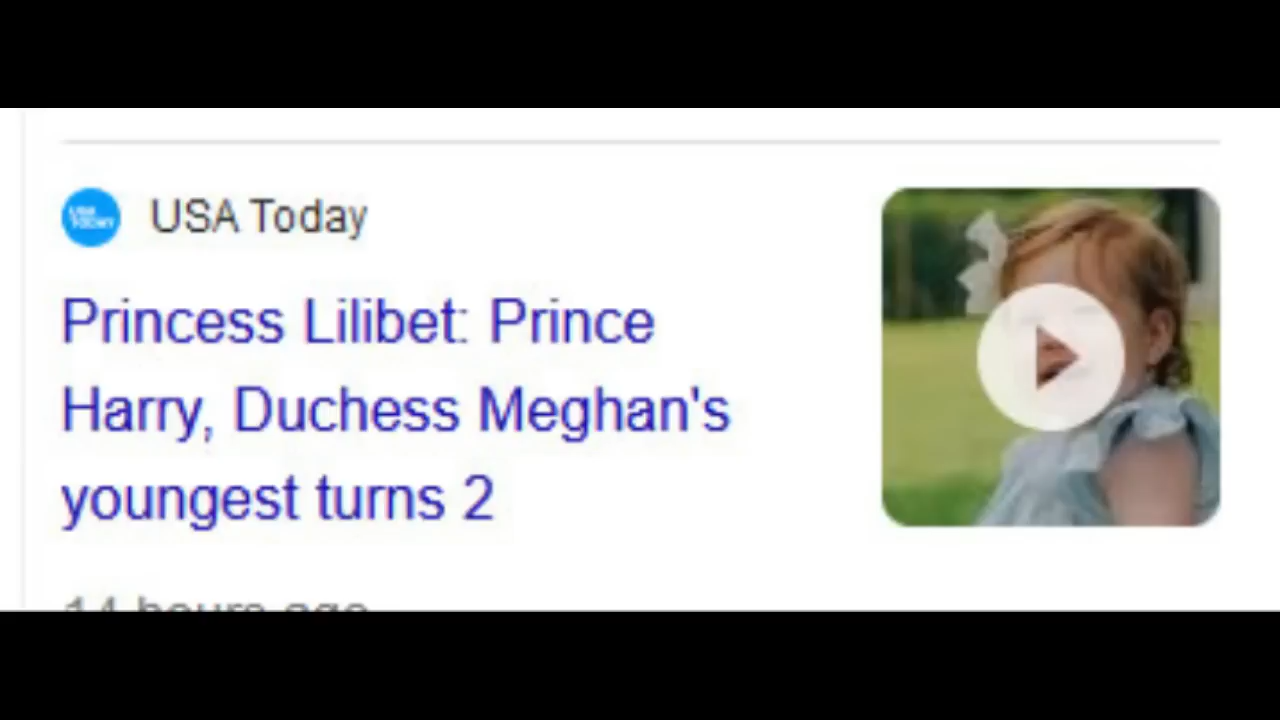 USA Today
Princess Lilibet: Prince
Harry, Duchess Meghan's
youngest turns 2
14 hours ago